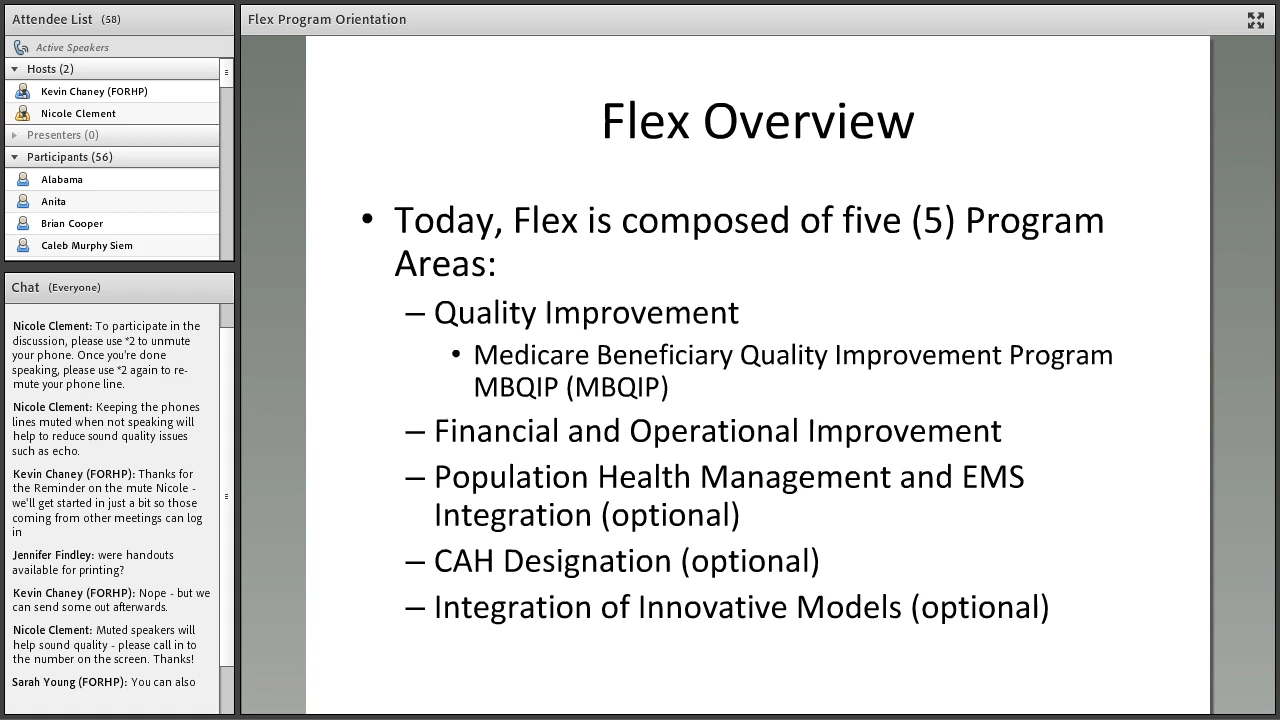 Attendee List (58)
Active Speakers
Hosts (2)
Kevin Chaney (FORHP)
Nicole Clement
Presenters (0)
Participants (56)
Alabama
Anita
Brian Cooper
Caleb Murphy Siem
Chat (Everyone)
Nicole Clement: To participate in the
discussion, please use *2 to unmute
your phone. Once you're done
speaking, please use *2 again to re-
mute your phone line.
Nicole Clement: Keeping the phones
lines muted when not speaking will
help to reduce sound quality issues
such as echo.
Kevin Chaney (FORHP): Thanks for
the Reminder on the mute Nicole -
we'll get started in just a bit so those
coming from other meetings can log
in
Jennifer Findley: were handouts
available for printing?
Kevin Chaney (FORHP): Nope - but we
can send some out afterwards.
Nicole Clement: Muted speakers will
help sound quality - please call in to
the number on the screen. Thanks!
Sarah Young (FORHP): You can also
Flex Program Orientation
Flex Overview
• Today, Flex is composed of five (5) Program
Areas:
– Quality Improvement
• Medicare Beneficiary Quality Improvement Program
MBQIP (MBQIP)
– Financial and Operational Improvement
– Population Health Management and EMS
Integration (optional)
– CAH Designation (optional)
– Integration of Innovative Models (optional)